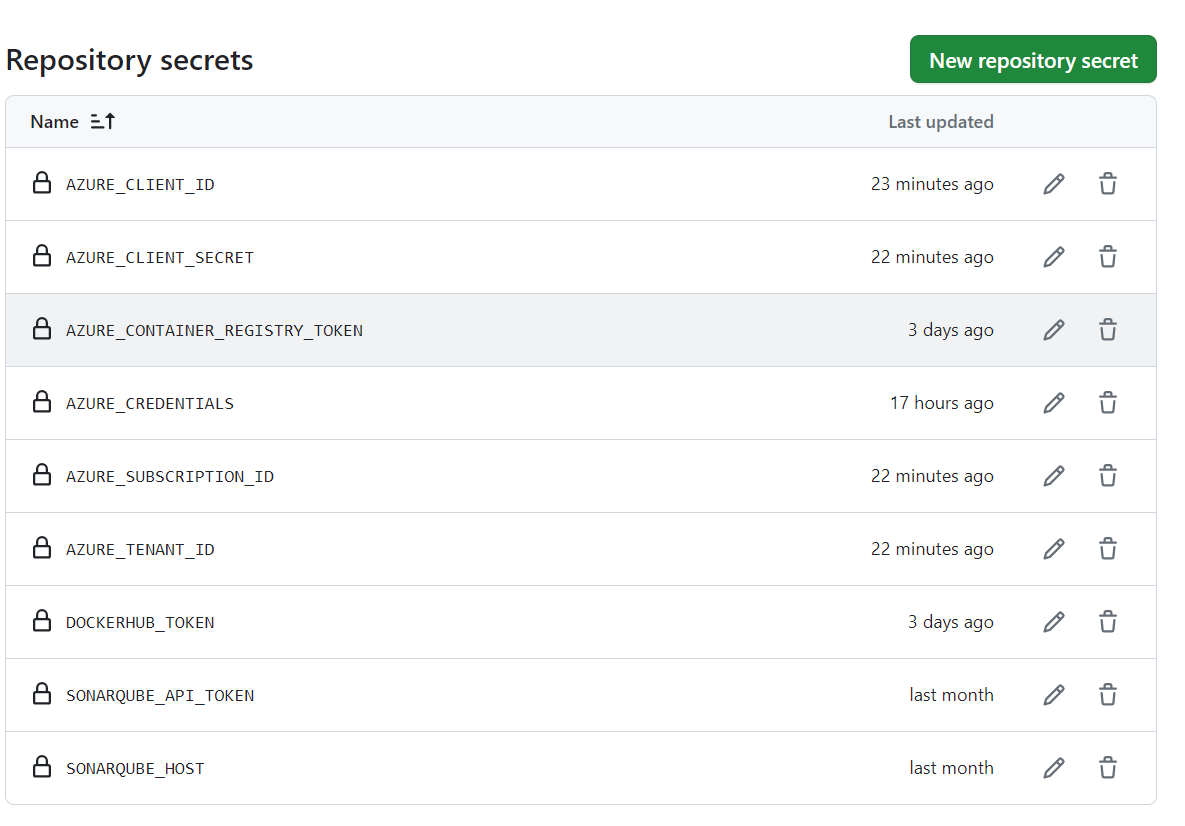 Repository secrets
New repository secret
Name
Last updated
AZURE_CLIENT_ID
23 minutes ago
AZURE_CLIENT_SECRET
22 minutes ago
AZURE_CONTAINER_REGISTRY_TOKEN
3 days ago
AZURE_CREDENTIALS
17 hours ago
AZURE_SUBSCRIPTION_ID
22 minutes ago
AZURE_TENANT_ID
22 minutes ago
DOCKERHUB_TOKEN
3 days ago
SONARQUBE_API_TOKEN
last month
SONARQUBE_HOST
last month